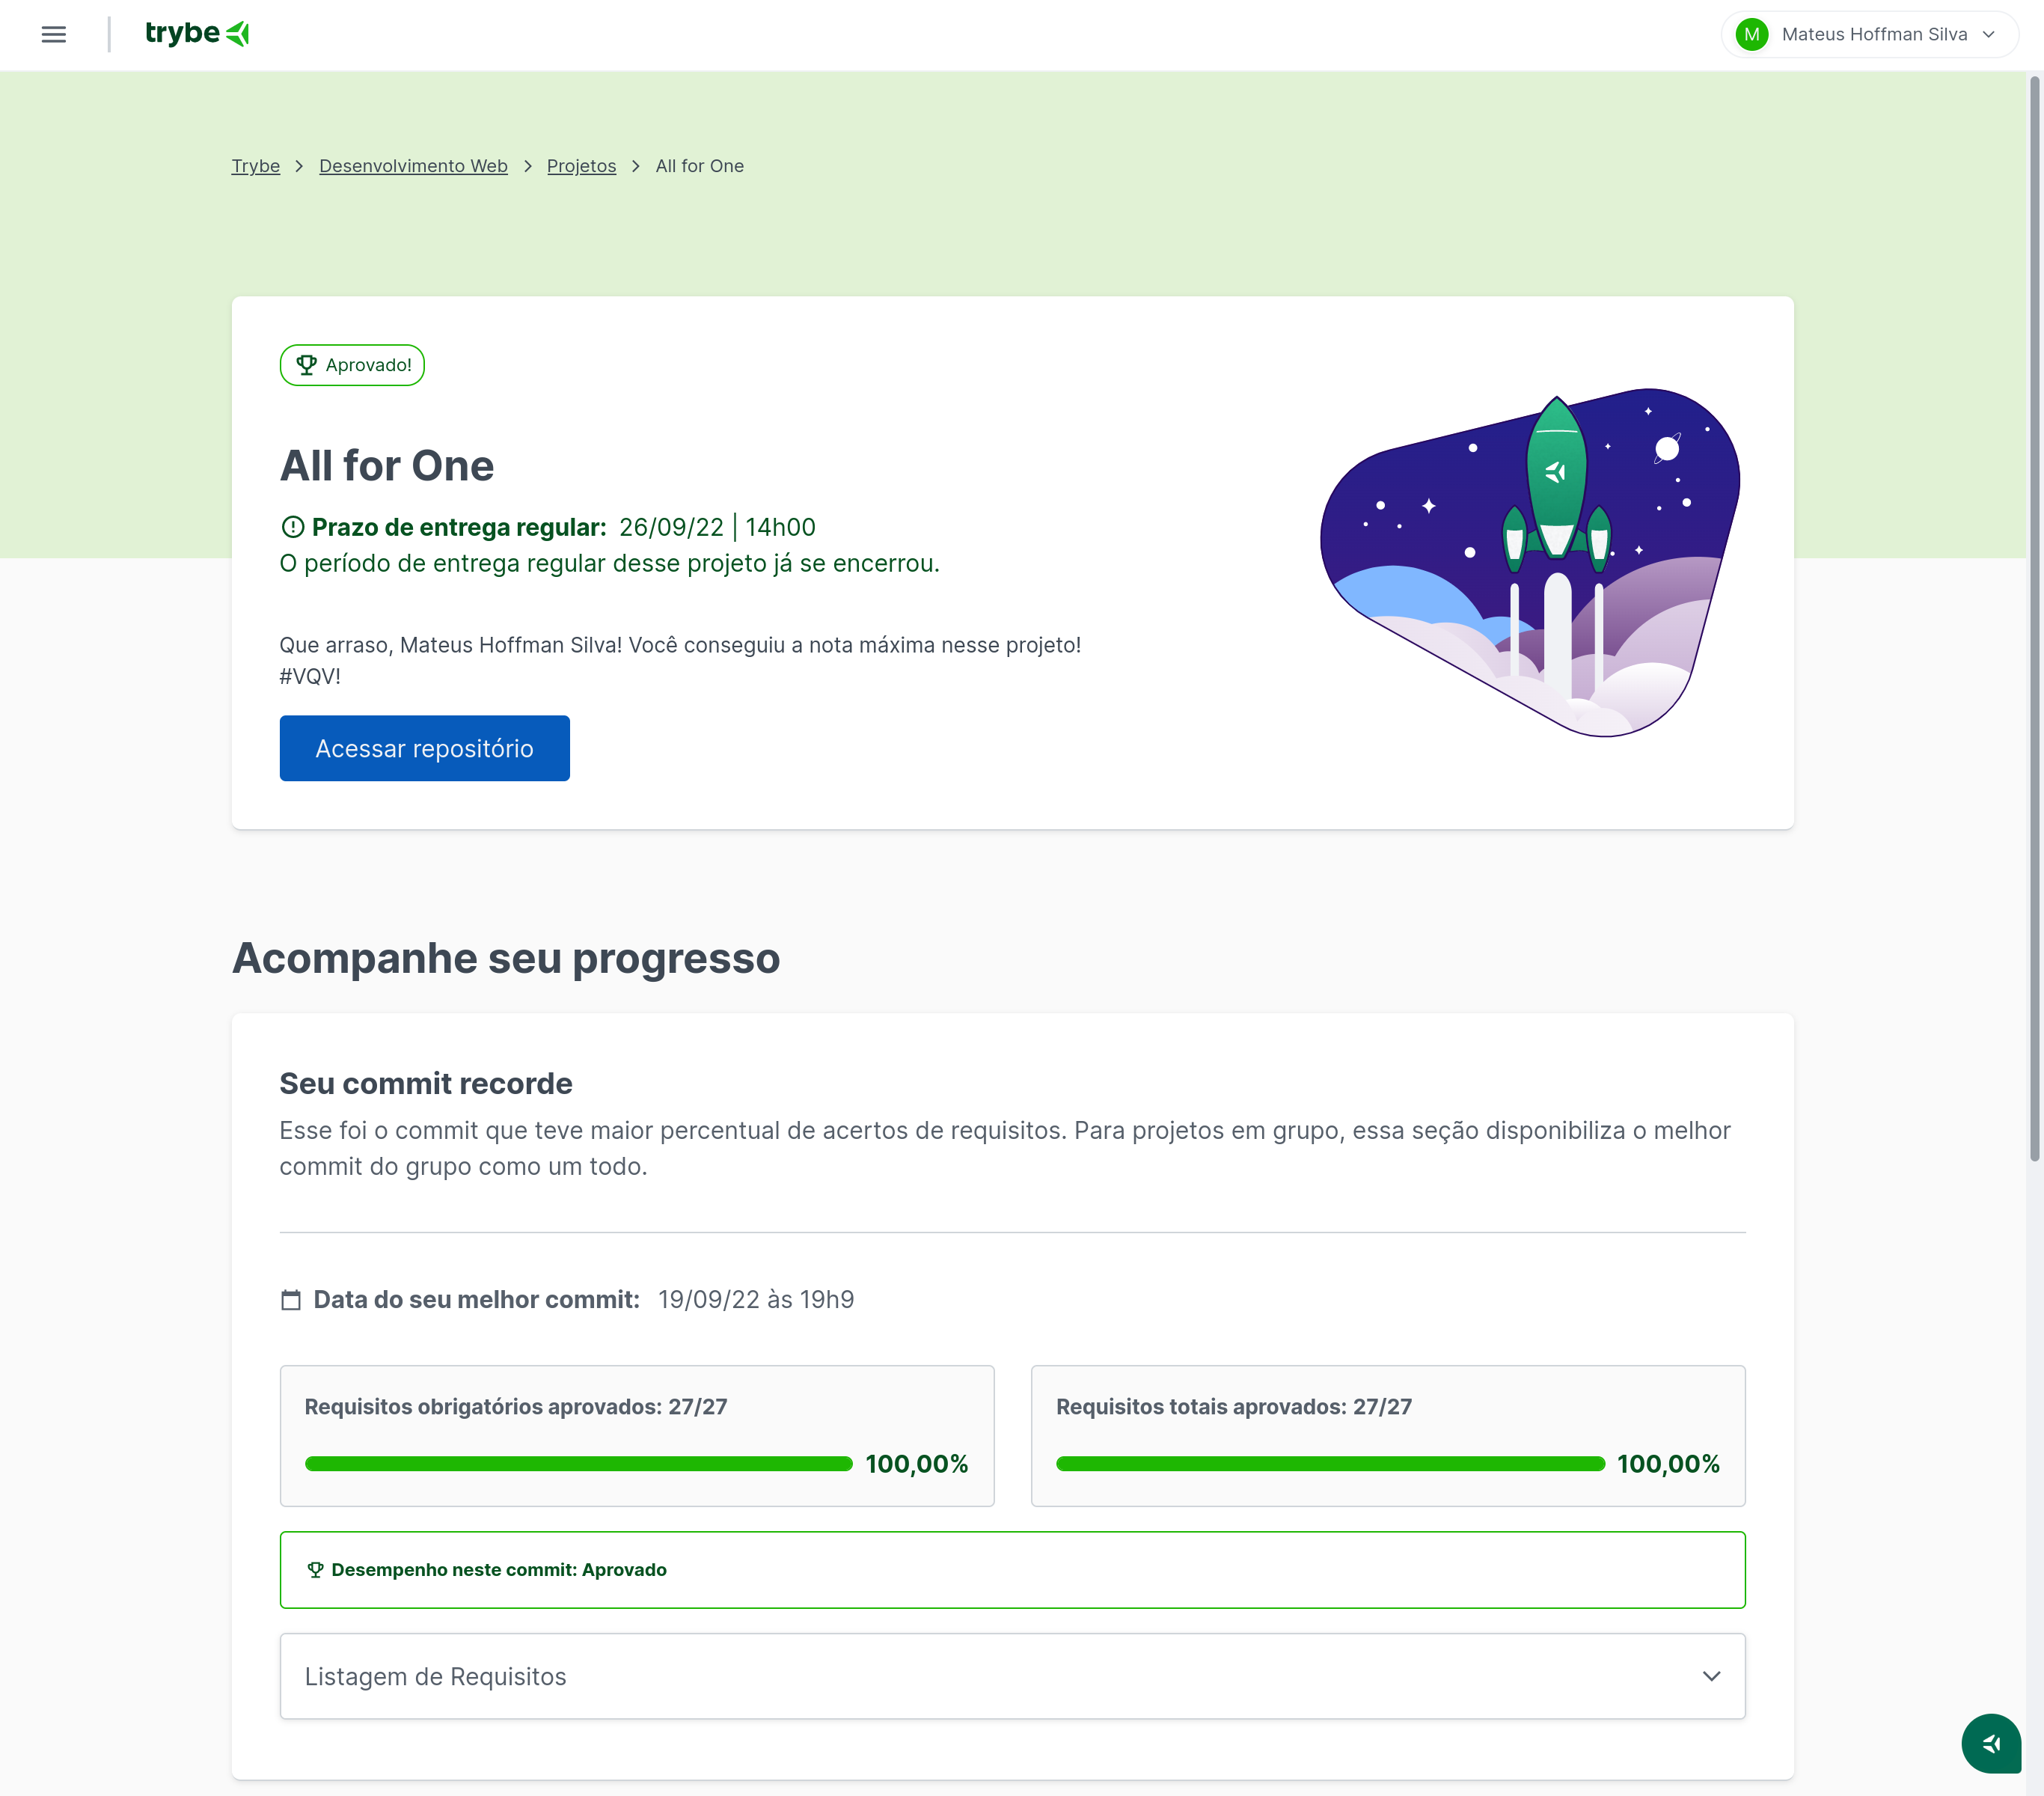 trybe
M Mateus Hoffman Silva
Trybe > Desenvolvimento Web > Projetos > All for One
Aprovado!
All for One
Prazo de entrega regular: 26/09/22 | 14h00
O período de entrega regular desse projeto já se encerrou.
Que arraso, Mateus Hoffman Silva! Você conseguiu a nota máxima nesse projeto!
#VQV!
Acessar repositório
Acompanhe seu progresso
Seu commit recorde
Esse foi o commit que teve maior percentual de acertos de requisitos. Para projetos em grupo, essa seção disponibiliza o melhor
commit do grupo como um todo.
Data do seu melhor commit: 19/09/22 às 19h9
Requisitos obrigatórios aprovados: 27/27
100,00%
Requisitos totais aprovados: 27/27
100,00%
Desempenho neste commit: Aprovado
Listagem de Requisitos